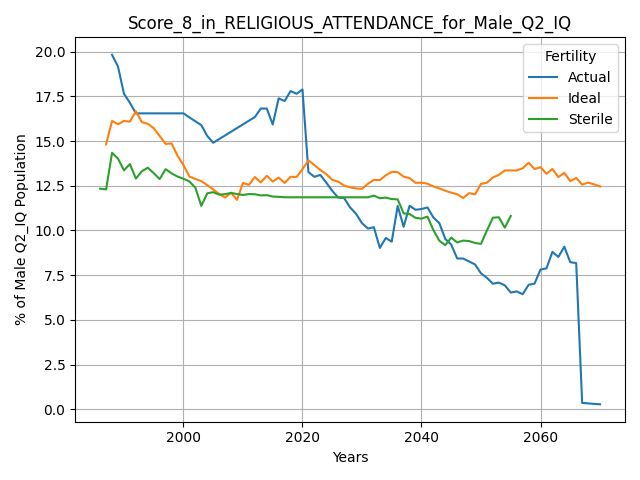 Score_8_in_RELIGIOUS_ATTENDANCE_for_Male_Q2_IQ
Fertility
Actual
Ideal
Sterile
% of Male Q2_IQ Population
20.0
17.5
15.0
12.5
10.0
7.5
5.0
2.5
0.0
2000
2020
2040
2060
Years